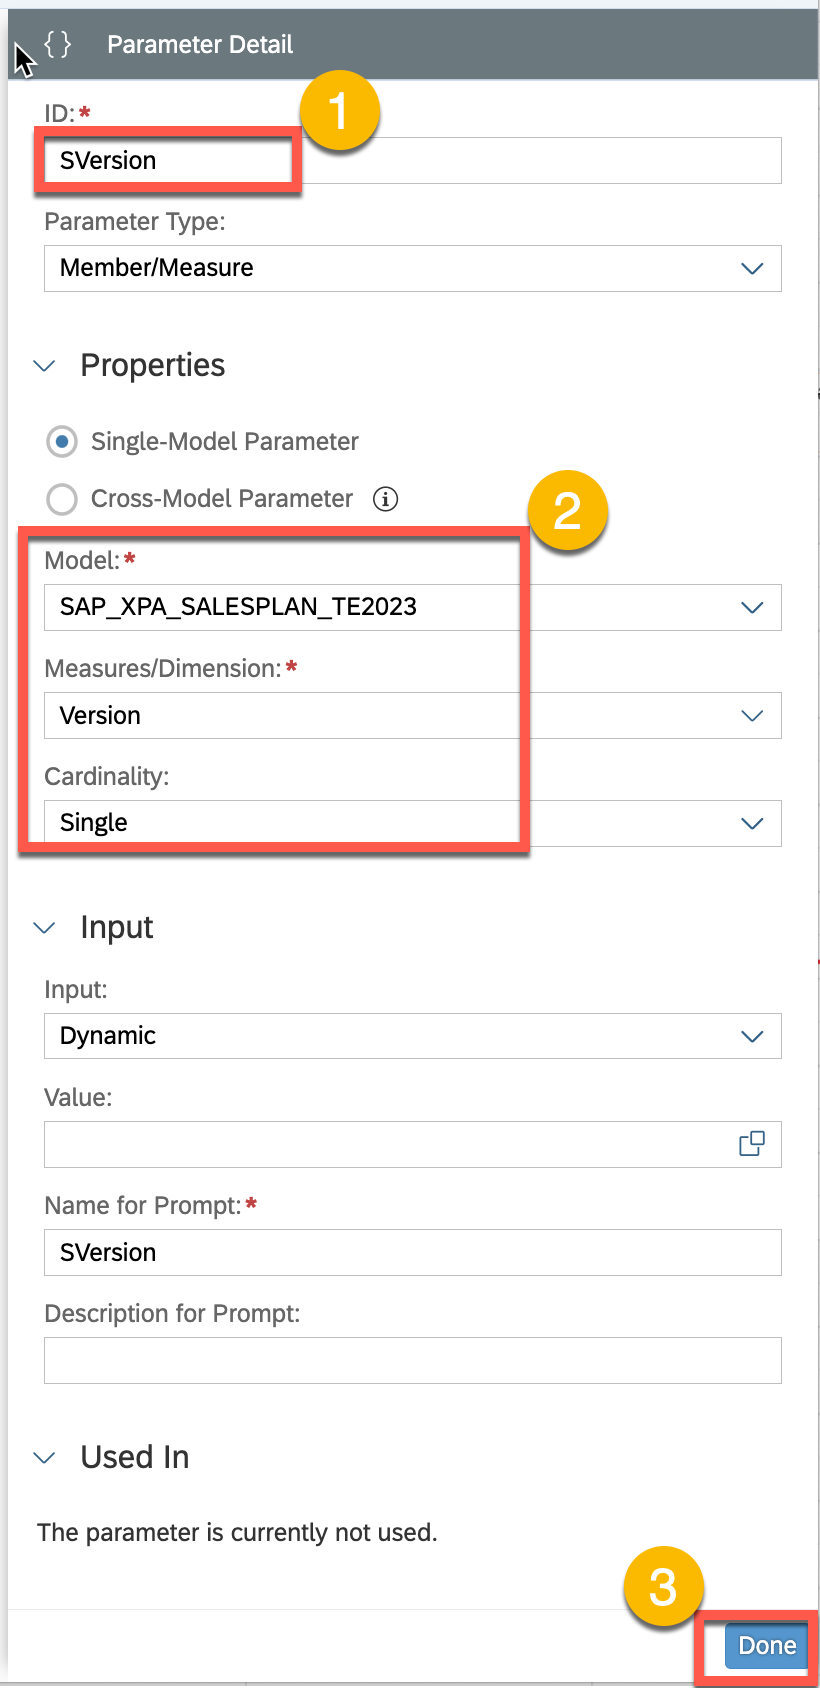 { } Parameter Detail
ID:*
1
SVersion
Parameter Type:
Member/Measure
Properties
Single-Model Parameter
Cross-Model Parameter
2
Model:*
SAP_XPA_SALESPLAN_TE2023
Measures/Dimension:*
Version
Cardinality:
Single
Input
Input:
Dynamic
Value:
Name for Prompt:*
SVersion
Description for Prompt:
Used In
The parameter is currently not used.
3
Done